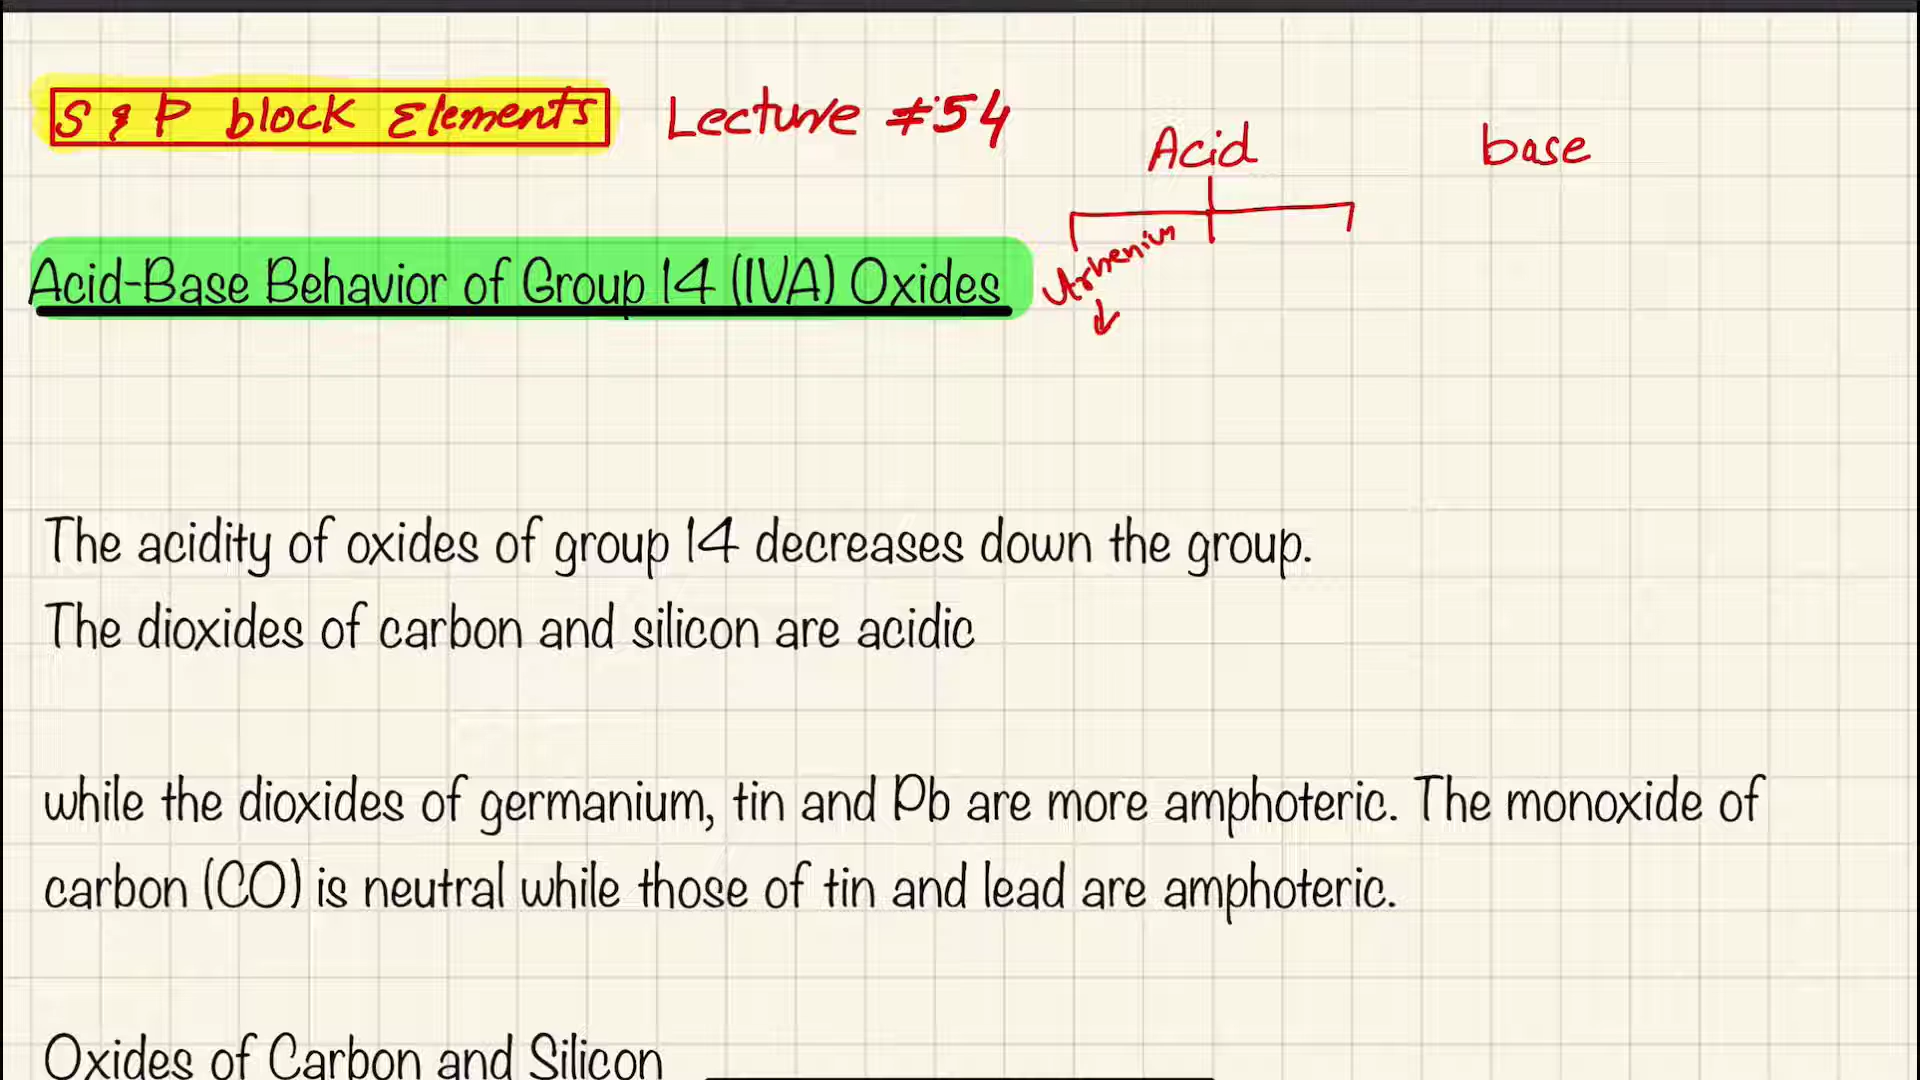 S & P block Elements Lecture #54
Acid base
Arhenius
Acid-Base Behavior of Group 14 (IVA) Oxides
The acidity of oxides of group 14 decreases down the group.
The dioxides of carbon and silicon are acidic
while the dioxides of germanium, tin and Pb are more amphoteric. The monoxide of
carbon (CO) is neutral while those of tin and lead are amphoteric.
Oxides of Carbon and Silicon